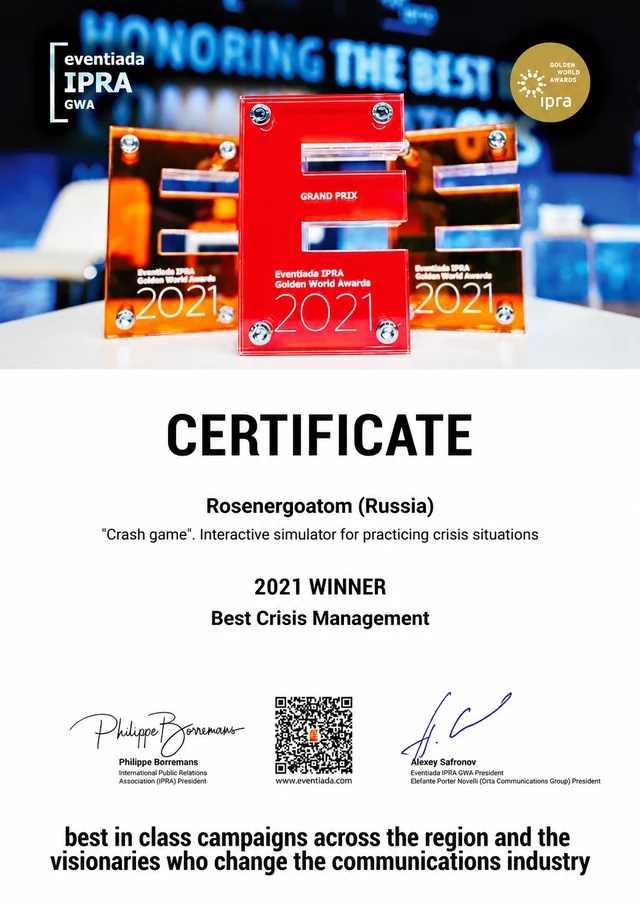 HONORING THE BEST
eventiada
IPRA
GWA
GOLDEN
WORLD
AWARDS
ipra
GRAND PRIX
Eventiada IPRA
Golden World Awards
2021
Eventiada IPRA
Golden World Awards
2021
Eventiada IPRA
Golden World Awards
2021
CERTIFICATE
Rosenergoatom (Russia)
"Crash game". Interactive simulator for practicing crisis situations
2021 WINNER
Best Crisis Management
Philippe Borremans
Philippe Borremans
International Public Relations
Association (IPRA) President
www.eventiada.com
Alexey Safronov
Eventiada IPRA GWA President
Elefante Porter Novelli (Orta Communications Group) President
best in class campaigns across the region and the
visionaries who change the communications industry